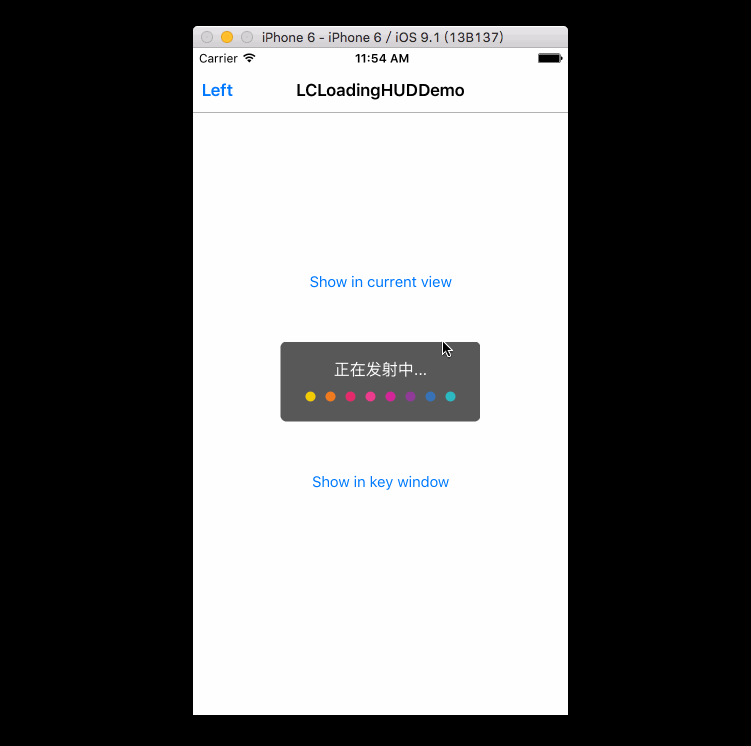 iPhone 6 - iPhone 6 / iOS 9.1 (13B137)
Carrier 11:54 AM
Left LCLoadingHUDDemo
Show in current view
正在发射中...
Show in key window